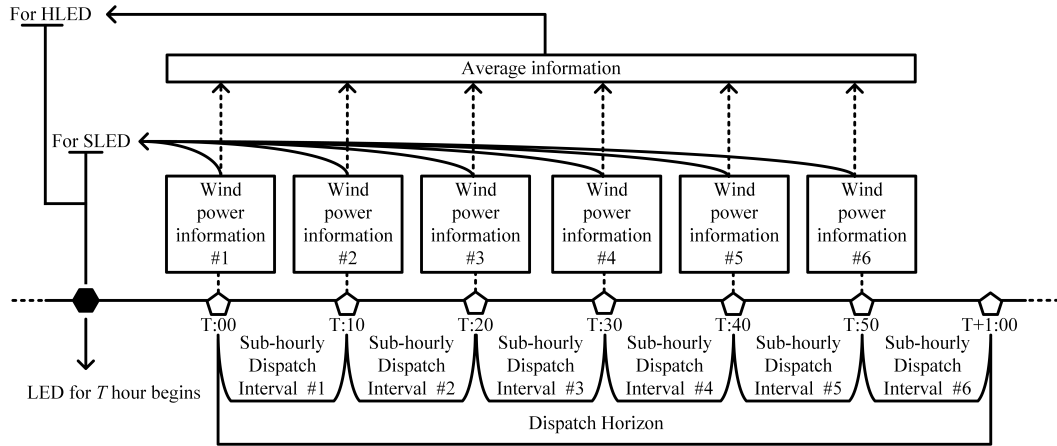 For HLED
Average information
For SLED
Wind
power
information
#1
Wind
power
information
#2
Wind
power
information
#3
Wind
power
information
#4
Wind
power
information
#5
Wind
power
information
#6
T:00
T:10
T:20
T:30
T:40
T:50
T+1:00
Sub-hourly
Dispatch
Interval #1
Sub-hourly
Dispatch
Interval #2
Sub-hourly
Dispatch
Interval #3
Sub-hourly
Dispatch
Interval #4
Sub-hourly
Dispatch
Interval #5
Sub-hourly
Dispatch
Interval #6
LED for T hour begins
Dispatch Horizon